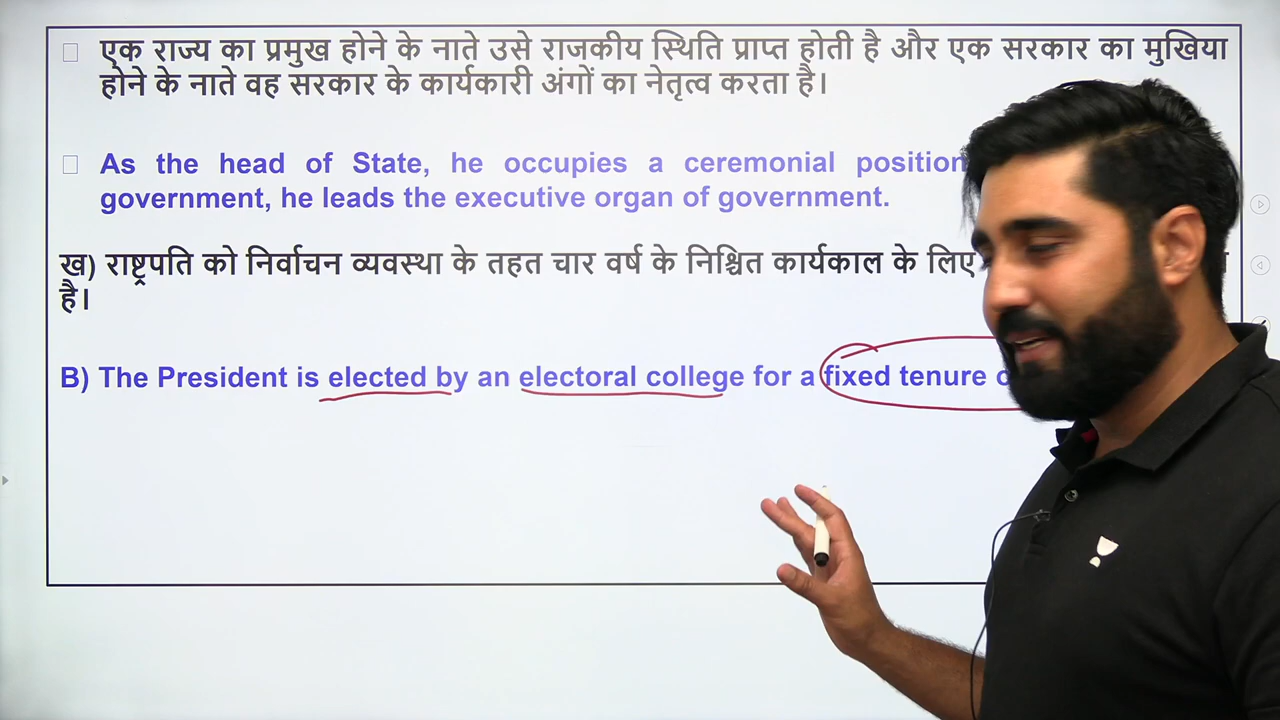 एक राज्य का प्रमुख होने के नाते उसे राजकीय स्थिति प्राप्त होती है और एक सरकार का मुखिया
होने के नाते वह सरकार के कार्यकारी अंगों का नेतृत्व करता है।
As the head of State, he occupies a ceremonial position
government, he leads the executive organ of government.
ख) राष्ट्रपति को निर्वाचन व्यवस्था के तहत चार वर्ष के निश्चित कार्यकाल के लिए
है।
B) The President is elected by an electoral college for a fixed tenure